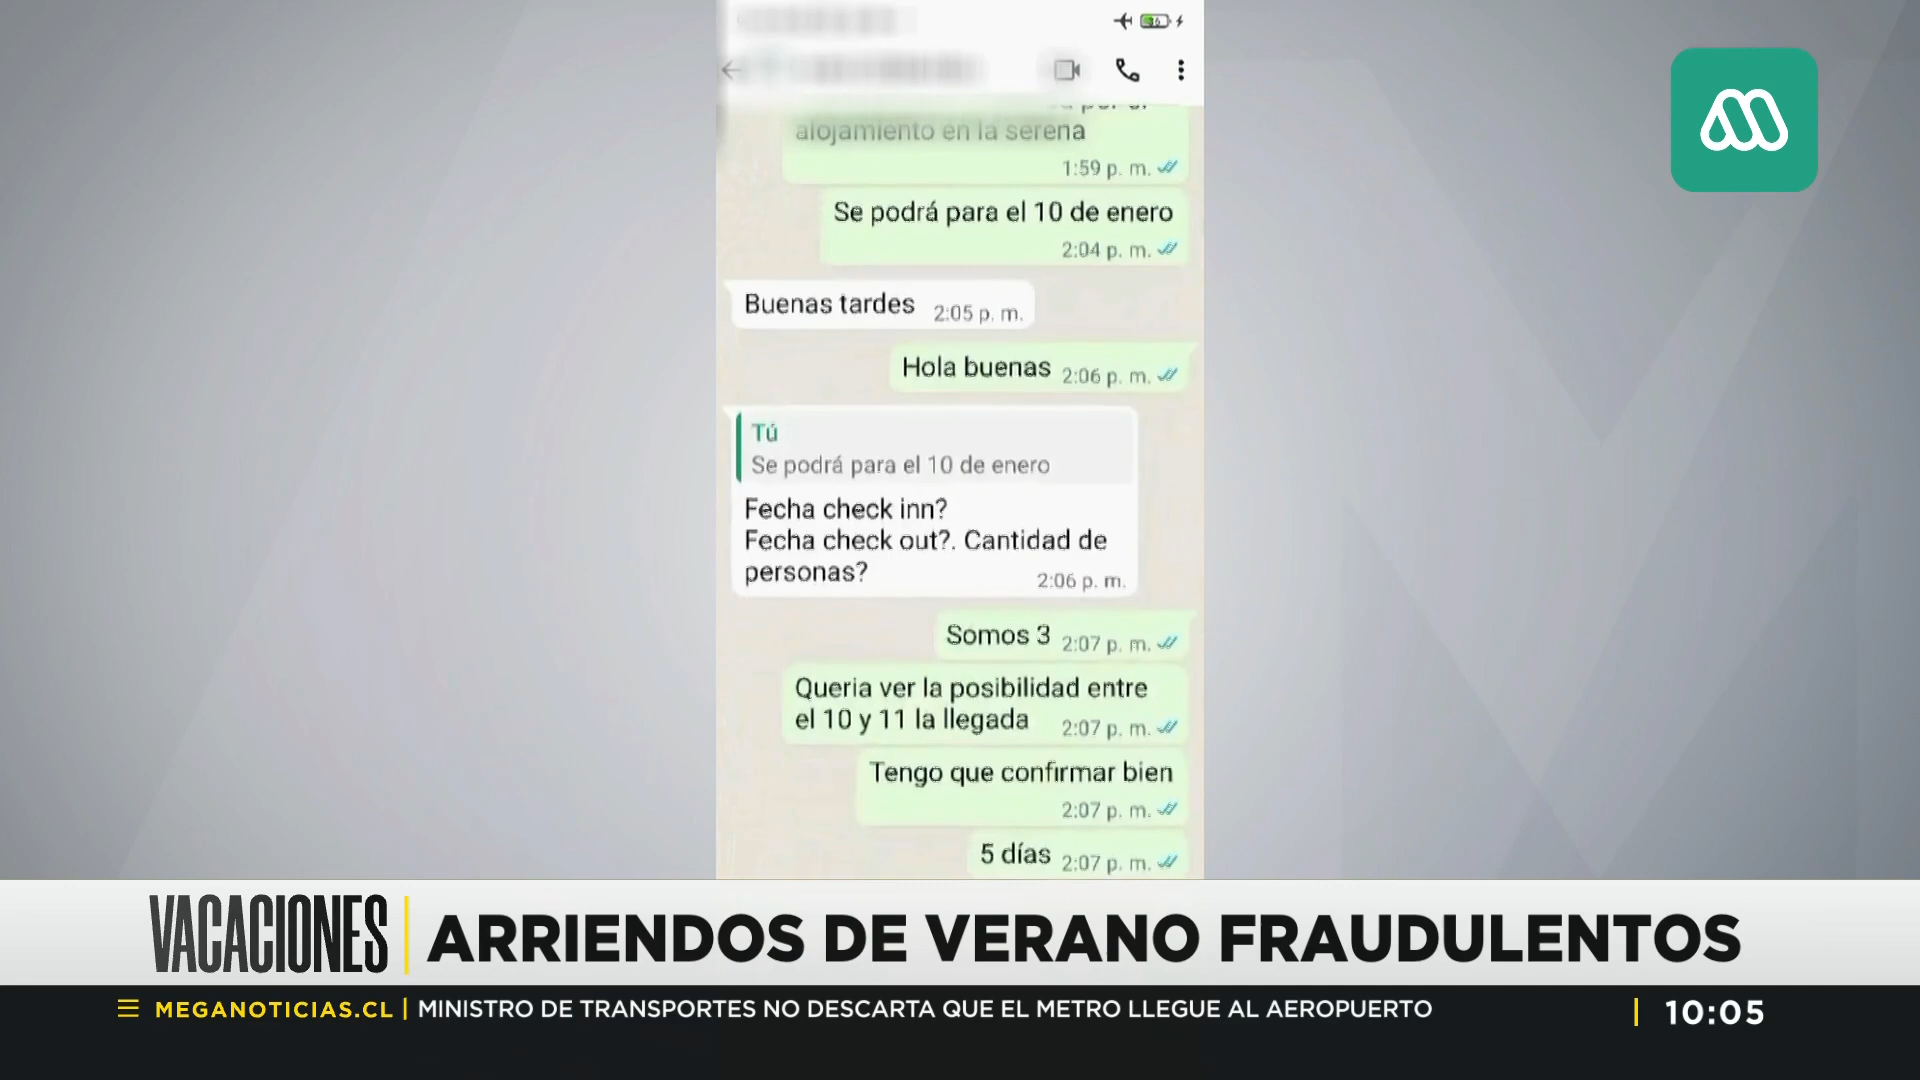 alojamiento en la serena
1:59 p. m.
Se podrá para el 10 de enero
2:04 p. m.
Buenas tardes 2:05 p. m.
Hola buenas 2:06 p. m.
Tú
Se podrá para el 10 de enero
Fecha check inn?
Fecha check out?. Cantidad de
personas? 2:06 p. m.
Somos 3 2:07 p. m.
Queria ver la posibilidad entre
el 10 y 11 la llegada 2:07 p. m.
Tengo que confirmar bien
2:07 p. m.
5 días 2:07 p. m.
VACACIONES ARRIENDOS DE VERANO FRAUDULENTOS
MEGANOTICIAS.CL | MINISTRO DE TRANSPORTES NO DESCARTA QUE EL METRO LLEGUE AL AEROPUERTO | 10:05